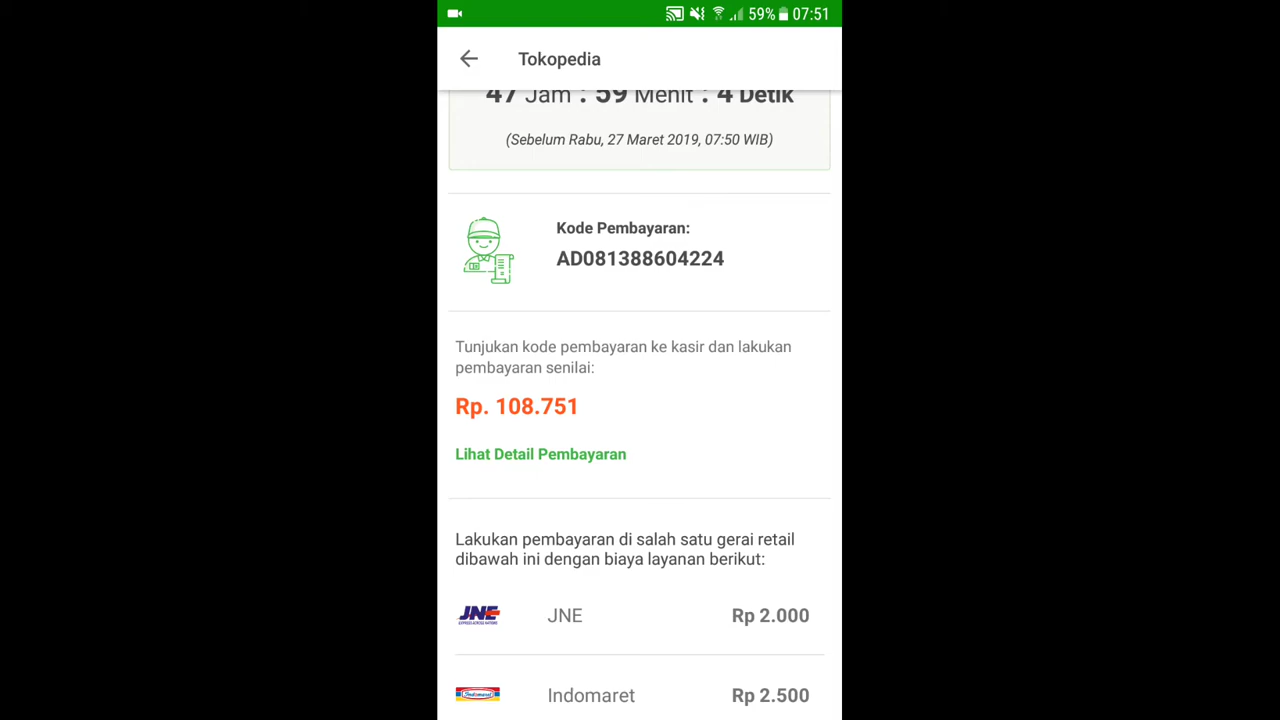 59% 07:51
Tokopedia
47 Jam : 59 Menit : 4 Detik
(Sebelum Rabu, 27 Maret 2019, 07:50 WIB)
Kode Pembayaran:
AD081388604224
Tunjukan kode pembayaran ke kasir dan lakukan
pembayaran senilai:
Rp. 108.751
Lihat Detail Pembayaran
Lakukan pembayaran di salah satu gerai retail
dibawah ini dengan biaya layanan berikut:
JNE JNE Rp 2.000
Indomaret Indomaret Rp 2.500